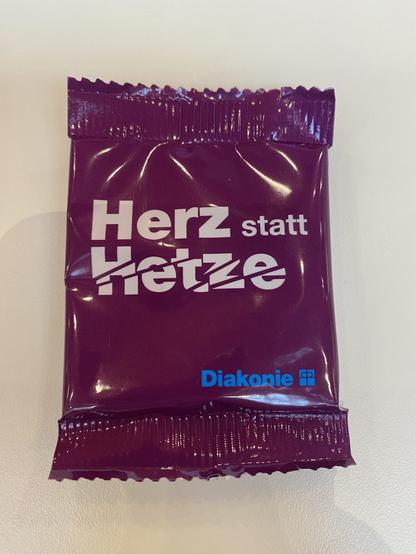 Herz statt
Hetze
Diakonie